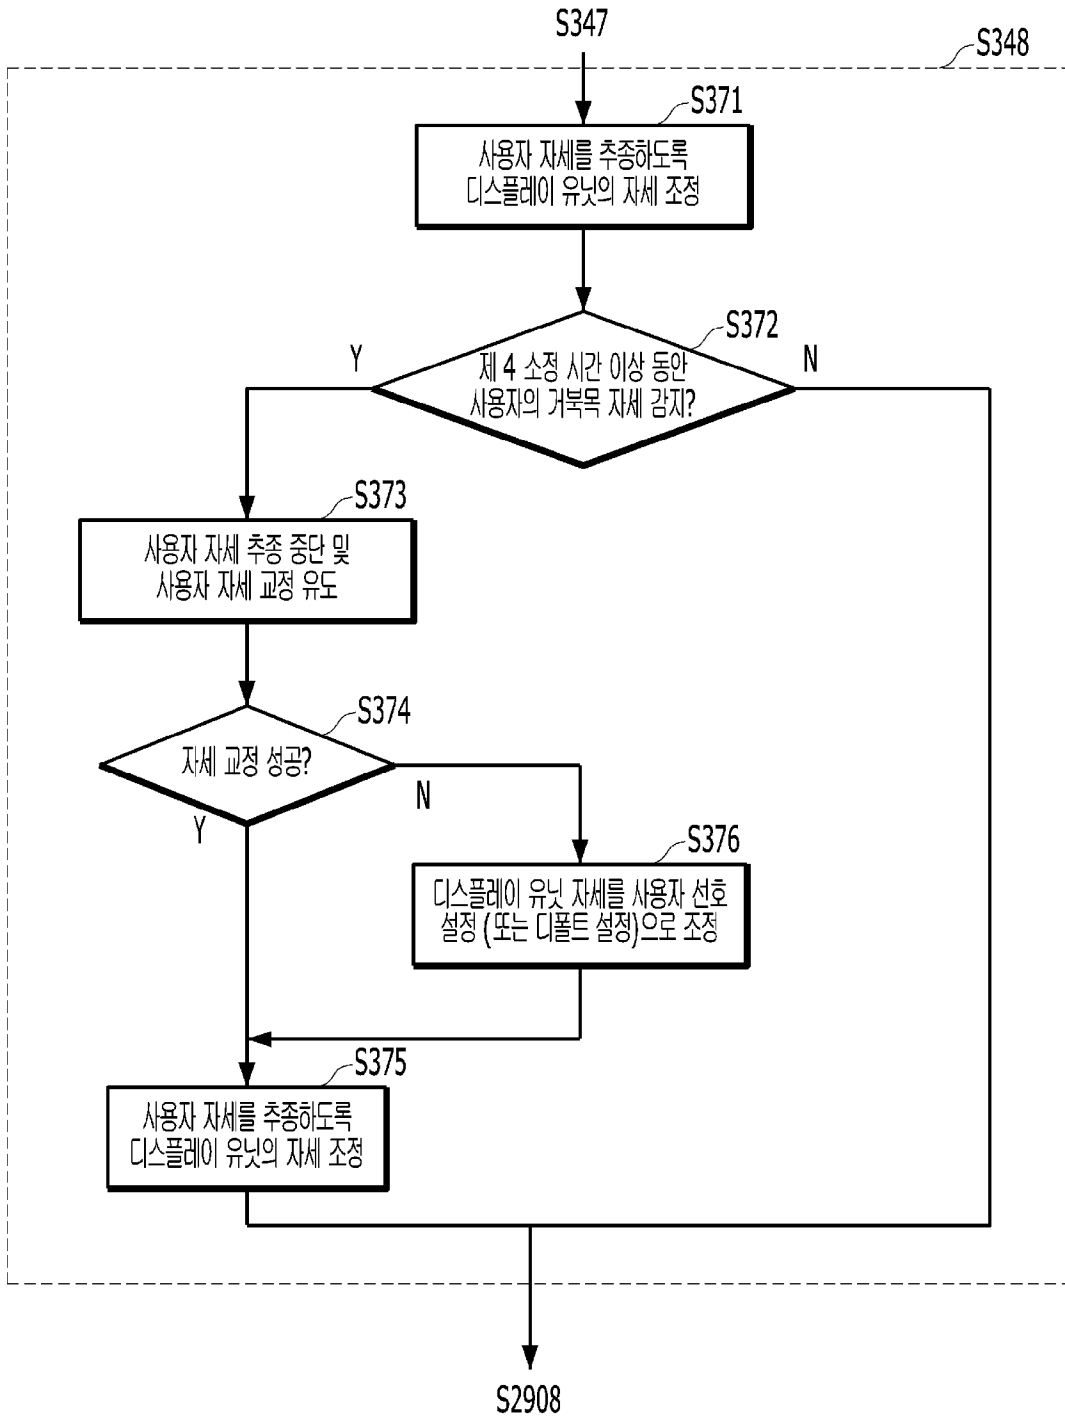 S347
S348
S371
사용자 자세를 추종하도록
디스플레이 유닛의 자세 조정
S372
Y
N
제 4 소정 시간 이상 동안
사용자의 거북목 자세 감지?
S373
사용자 자세 추종 중단 및
사용자 자세 교정 유도
S374
자세 교정 성공?
N
Y
S376
디스플레이 유닛 자세를 사용자 선호
설정 (또는 디폴트 설정)으로 조정
S375
사용자 자세를 추종하도록
디스플레이 유닛의 자세 조정
S2908